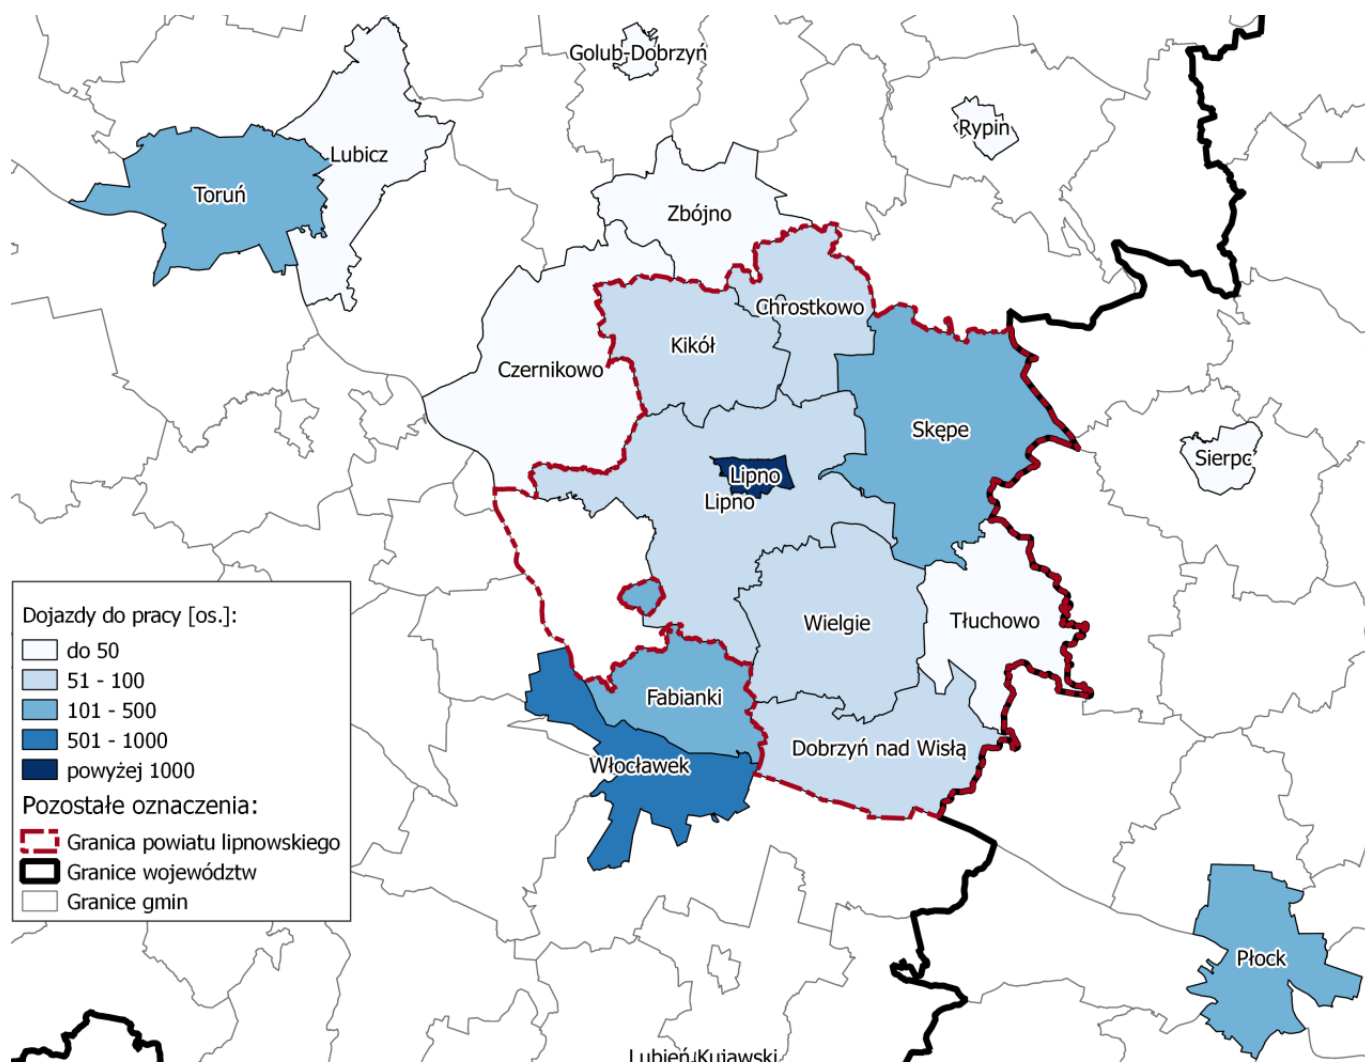 Golub-Dobrzyń
Rypin
Lubicz
Toruń
Zbójno
Chrostkowo
Kikół
Czernikowo
Skępe
Sierpc
Lipno
Lipno
Wielgie
Tłuchowo
Fabianki
Dobrzyń nad Wisłą
Włocławek
Płock
Lubień Kujawski
Dojazdy do pracy [os.]:
do 50
51 - 100
101 - 500
501 - 1000
powyżej 1000
Pozostałe oznaczenia:
Granica powiatu lipnowskiego
Granice województw
Granice gmin